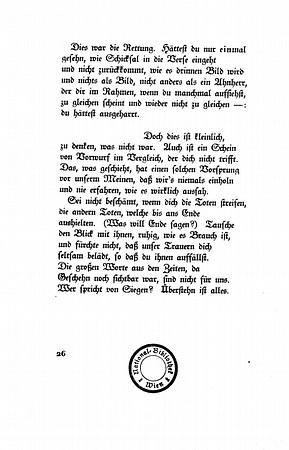 Dies war die Rettung. Hättest du nur einmal
gesehn, wie Schicksal in die Verse eingeht
und nicht zurückkommt, wie es drinnen Bild wird
und nichts als Bild, nicht anders als ein Ahnherr,
der dir im Rahmen, wenn du manchmal aufsiehst,
zu gleichen scheint und wieder nicht zu gleichen —:
du hättest ausgeharrt.
Doch dies ist kleinlich,
zu denken, was nicht war. Auch ist ein Schein
von Vorwurf im Vergleich, der dich nicht trifft.
Das, was geschieht, hat einen solchen Vorsprung
vor unserm Meinen, daß wir's niemals einholn
und nie erfahren, wie es wirklich aussah.
Sei nicht beschämt, wenn dich die Toten streifen,
die andern Toten, welche bis ans Ende
aushielten. (Was will Ende sagen?) Tausche
den Blick mit ihnen, ruhig, wie es Brauch ist,
und fürchte nicht, daß unser Trauern dich
seltsam belädt, so daß du ihnen auffällst.
Die großen Worte aus den Zeiten, da
Geschehn noch sichtbar war, sind nicht für uns.
Wer spricht von Siegen? Überstehn ist alles.
26
National-Bibliothek
Wien